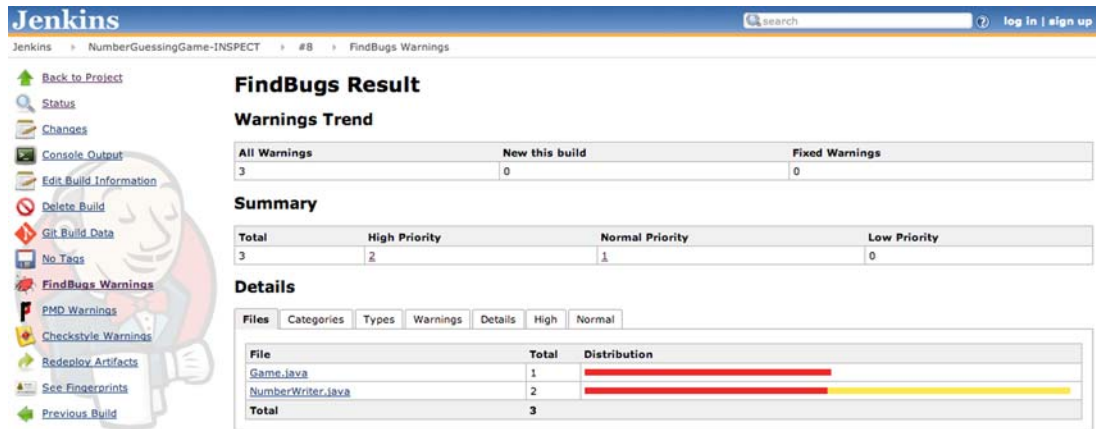 Jenkins
search
? log in | sign up
Jenkins NumberGuessingGame-INSPECT #8 FindBugs Warnings
Back to Project
Status
Changes
Console Output
Edit Build Information
Delete Build
Git Build Data
No Tags
FindBugs Warnings
PMD Warnings
Checkstyle Warnings
Redeploy Artifacts
See Fingerprints
Previous Build
FindBugs Result
Warnings Trend
All Warnings New this build Fixed Warnings
3 0 0
Summary
Total High Priority Normal Priority Low Priority
3 2 1 0
Details
Files Categories Types Warnings Details High Normal
File Total Distribution
Game.java 1
NumberWriter.java 2
Total 3